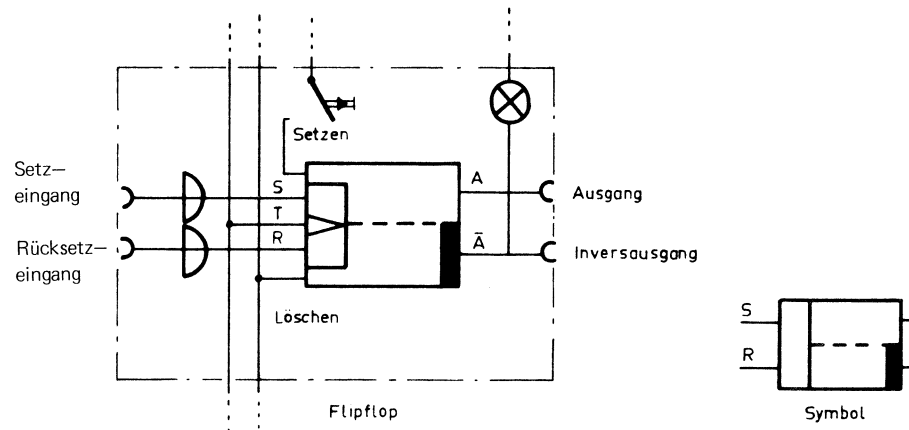 Setzen
Setz–
eingang
S
A
Ausgang
T
Rücksetz–
eingang
R
Ā
Inversausgang
Löschen
Flipflop
S
R
Symbol